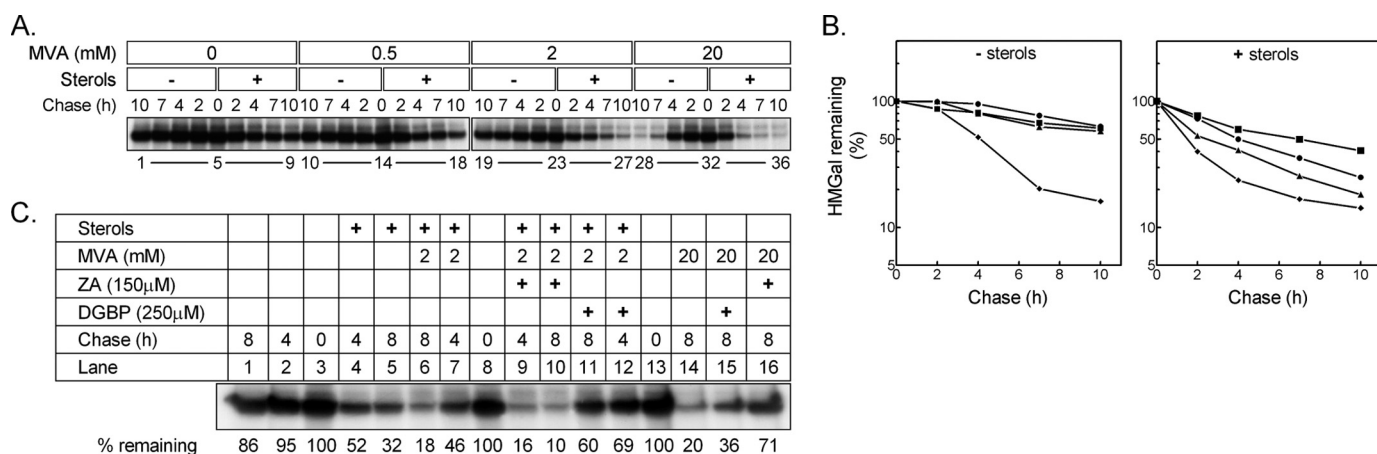 A.
MVA (mM) 0 0.5 2 20
Sterols - + - + - + - +
Chase (h) 10 7 4 2 0 2 4 7 10 10 7 4 2 0 2 4 7 10 10 7 4 2 0 2 4 7 10 10 7 4 2 0 2 4 7 10
1 5 9 10 14 18 19 23 27 28 32 36
B.
- sterols + sterols
100 100
50 50
10 10
5 5
HMGal remaining
(%)
0 2 4 6 8 10 0 2 4 6 8 10
Chase (h) Chase (h)
C.
Sterols + + + + + + + +
MVA (mM) 2 2 2 2 2 2 20 20 20
ZA (150μM) + + +
DGBP (250μM) + + +
Chase (h) 8 4 0 4 8 8 4 0 4 8 8 4 0 8 8 8
Lane 1 2 3 4 5 6 7 8 9 10 11 12 13 14 15 16
% remaining 86 95 100 52 32 18 46 100 16 10 60 69 100 20 36 71